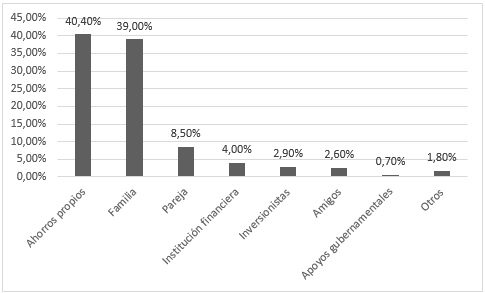 45,00%
40,00%
35,00%
30,00%
25,00%
20,00%
15,00%
10,00%
5,00%
0,00%
40,40%
39,00%
8,50%
4,00%
2,90%
2,60%
0,70%
1,80%
Ahorros propios
Familia
Pareja
Institución financiera
Inversionistas
Amigos
Apoyos gubernamentales
Otros